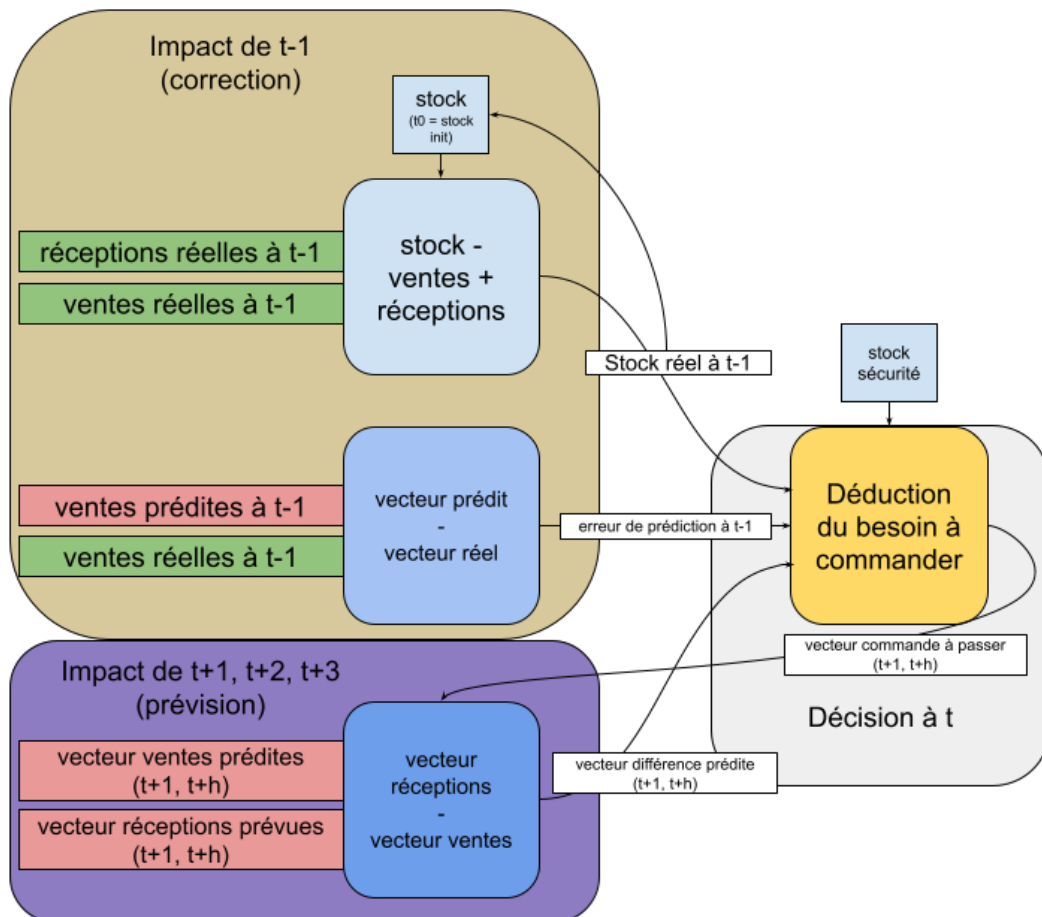 Impact de t-1
(correction)
stock
(t0 = stock
init)
réceptions réelles à t-1
ventes réelles à t-1
stock -
ventes +
réceptions
Stock réel à t-1
stock
sécurité
ventes prédites à t-1
ventes réelles à t-1
vecteur prédit
-
vecteur réel
erreur de prédiction à t-1
Déduction
du besoin à
commander
vecteur commande à passer
(t+1, t+h)
Décision à t
Impact de t+1, t+2, t+3
(prévision)
vecteur ventes prédites
(t+1, t+h)
vecteur réceptions prévues
(t+1, t+h)
vecteur
réceptions
-
vecteur ventes
vecteur différence prédite
(t+1, t+h)